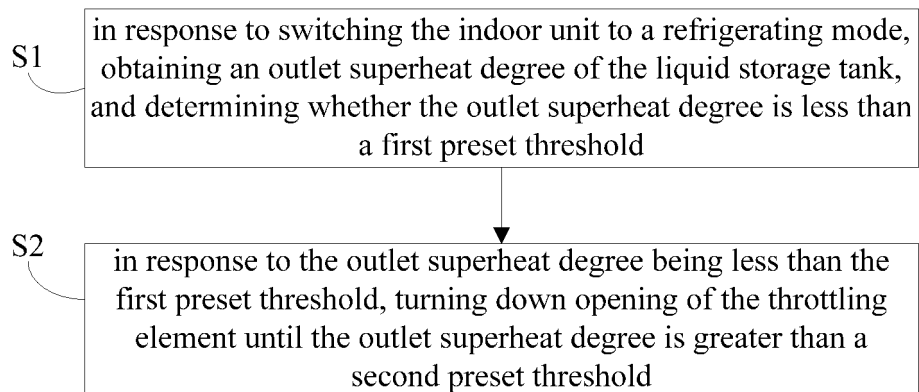 S1
in response to switching the indoor unit to a refrigerating mode,
obtaining an outlet superheat degree of the liquid storage tank,
and determining whether the outlet superheat degree is less than
a first preset threshold
S2
in response to the outlet superheat degree being less than the
first preset threshold, turning down opening of the throttling
element until the outlet superheat degree is greater than a
second preset threshold